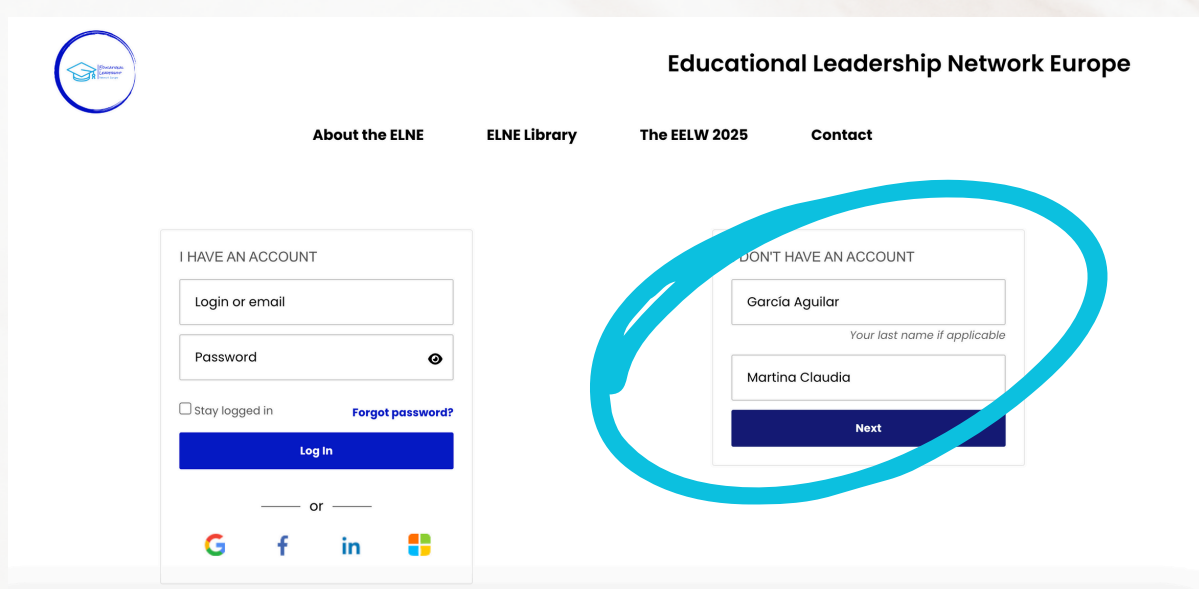 Educational Leadership Network Europe
About the ELNE
ELNE Library
The EELW 2025
Contact
I HAVE AN ACCOUNT
Login or email
Password
Stay logged in
Forgot password?
Log In
or
DON'T HAVE AN ACCOUNT
García Aguilar
Your last name if applicable
Martina Claudia
Next